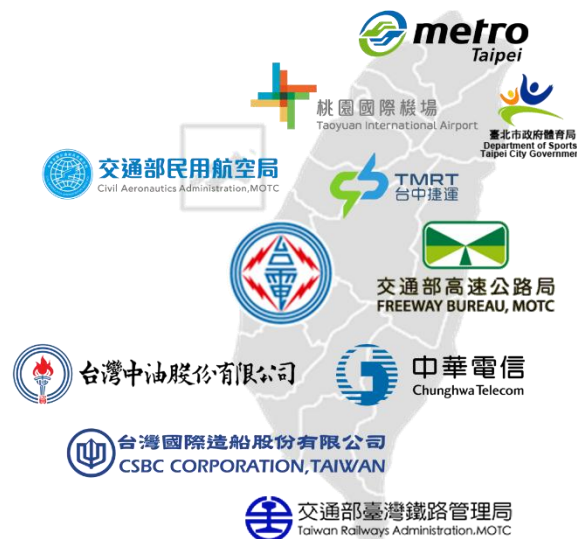 metro
Taipei
桃園國際機場
Taoyuan International Airport
臺北市政府體育局
Department of Sports
Taipei City Governmen
交通部民用航空局
Civil Aeronautics Administration,MOTC
TMRT
台中捷運
台電
交通部高速公路局
FREEWAY BUREAU, MOTC
台灣中油股份有限公司
中華電信
Chunghwa Telecom
台灣國際造船股份有限公司
CSBC CORPORATION,TAIWAN
交通部臺灣鐵路管理局
Taiwan Railways Administration,MOTC